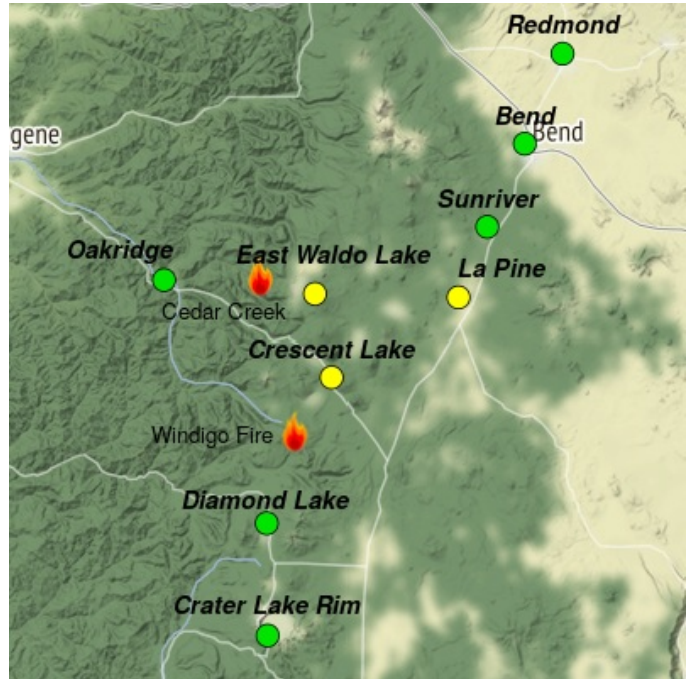 Redmond
Bend
Bend
gene
Sunriver
Oakridge
East Waldo Lake
La Pine
Cedar Creek
Crescent Lake
Windigo Fire
Diamond Lake
Crater Lake Rim